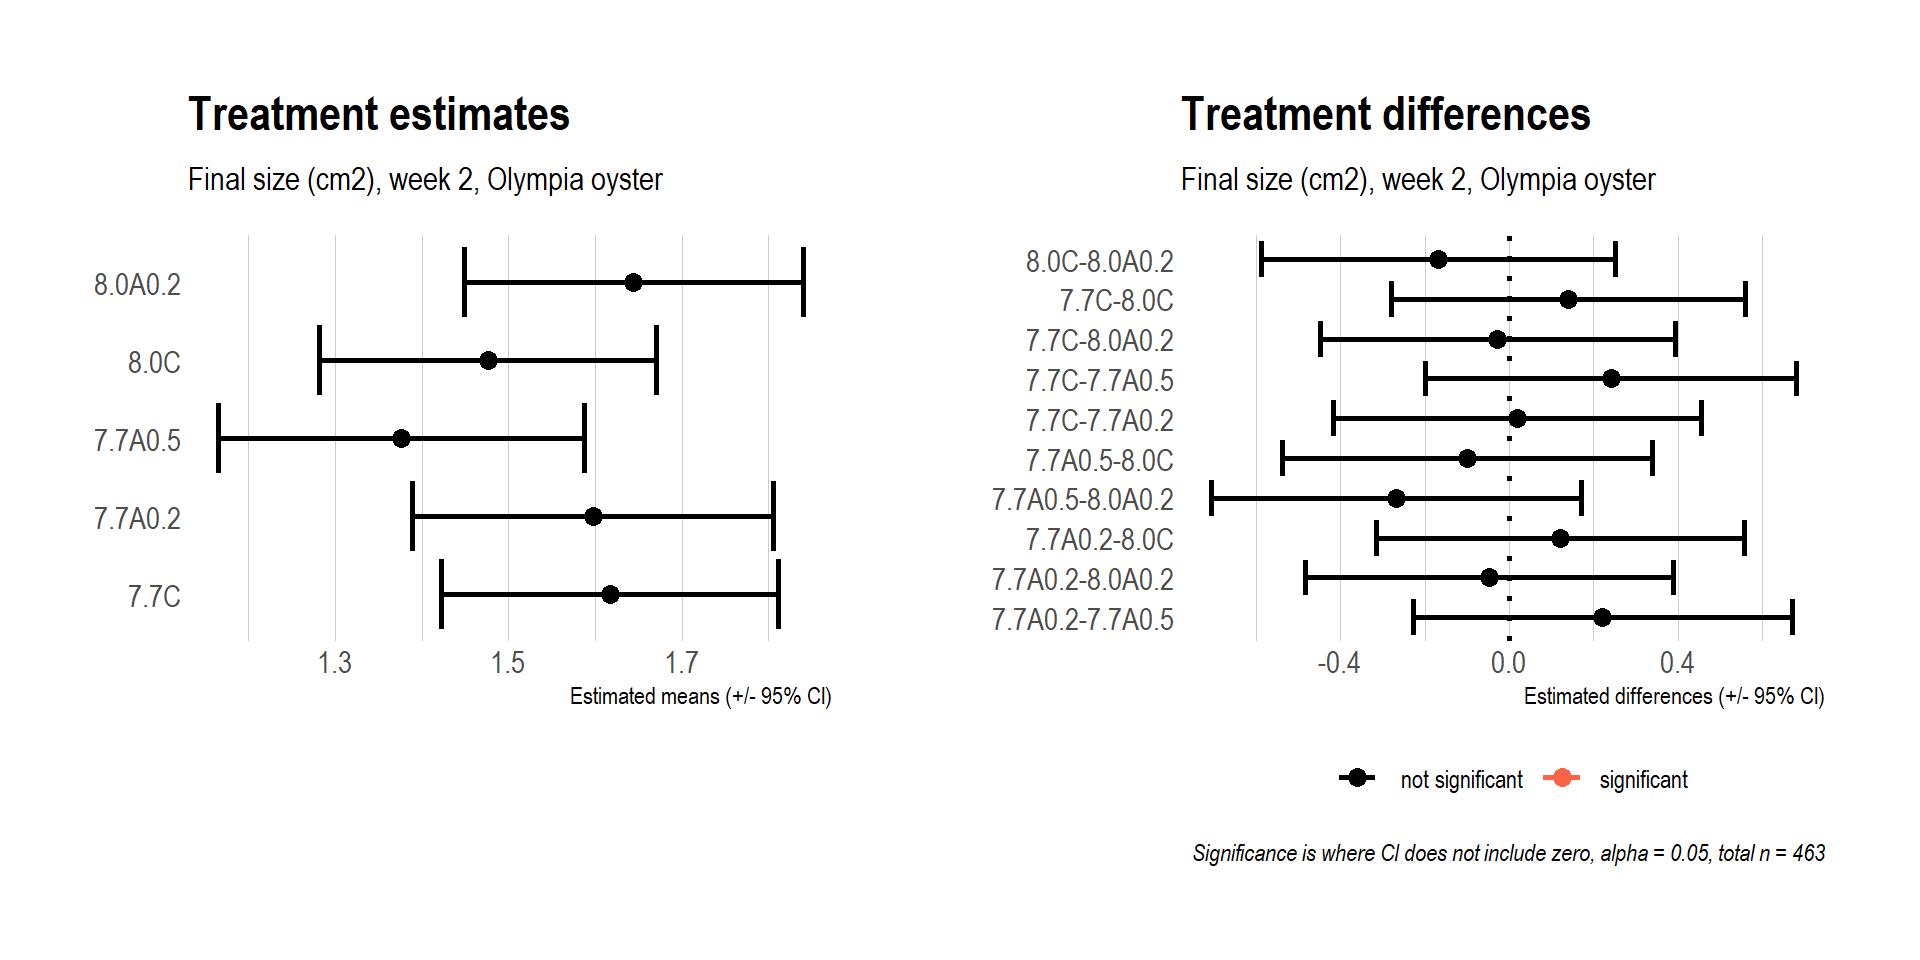 Treatment estimates
Final size (cm2), week 2, Olympia oyster
8.0A0.2
8.0C
7.7A0.5
7.7A0.2
7.7C
1.3 1.5 1.7
Estimated means (+/- 95% CI)
Treatment differences
Final size (cm2), week 2, Olympia oyster
8.0C-8.0A0.2
7.7C-8.0C
7.7C-8.0A0.2
7.7C-7.7A0.5
7.7C-7.7A0.2
7.7A0.5-8.0C
7.7A0.5-8.0A0.2
7.7A0.2-8.0C
7.7A0.2-8.0A0.2
7.7A0.2-7.7A0.5
-0.4 0.0 0.4
Estimated differences (+/- 95% CI)
not significant significant
Significance is where CI does not include zero, alpha = 0.05, total n = 463